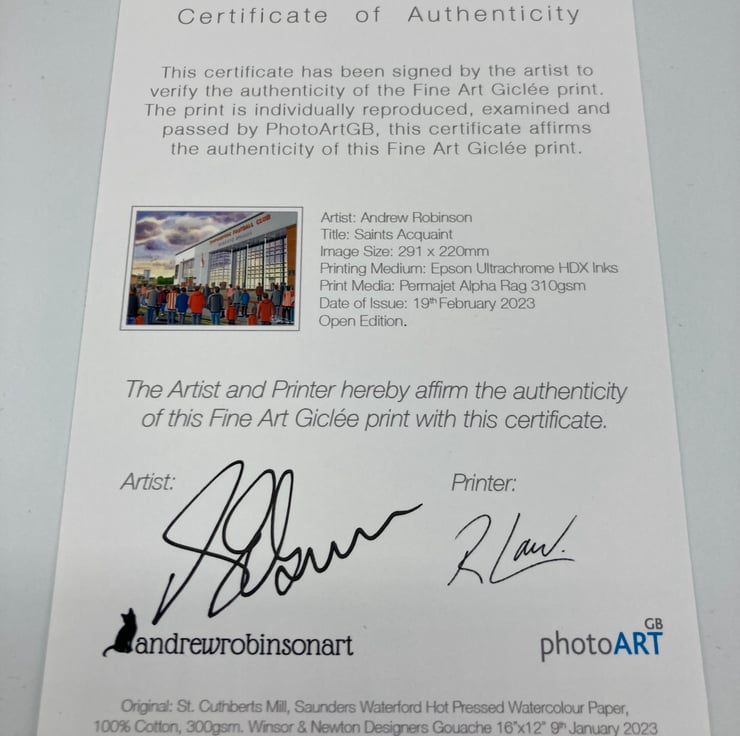 Certificate of Authenticity
This certificate has been signed by the artist to
verify the authenticity of the Fine Art Giclée print.
The print is individually reproduced, examined and
passed by PhotoArtGB, this certificate affirms
the authenticity of this Fine Art Giclée print.
Artist: Andrew Robinson
Title: Saints Acquaint
Image Size: 291 x 220mm
Printing Medium: Epson Ultrachrome HDX Inks
Print Media: Permajet Alpha Rag 310gsm
Date of Issue: 19th February 2023
Open Edition.
The Artist and Printer hereby affirm the authenticity
of this Fine Art Giclée print with this certificate.
Artist:
Printer:
R Law.
andrewrobinsonart
photoART GB
Original: St. Cuthberts Mill, Saunders Waterford Hot Pressed Watercolour Paper,
100% Cotton, 300gsm. Winsor & Newton Designers Gouache 16"x12" 9th January 2023